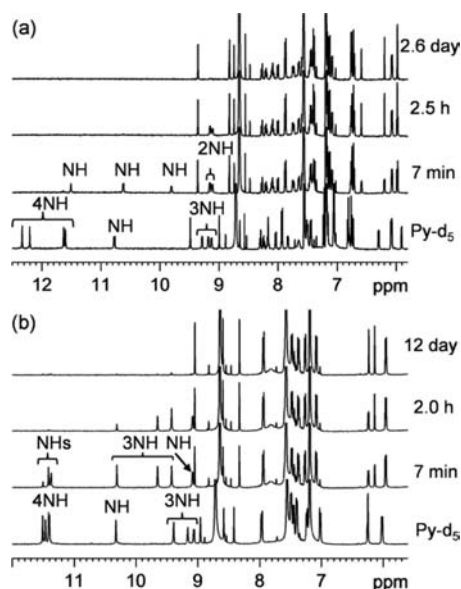 (a)
2.6 day
2.5 h
2NH
NH NH NH
7 min
4NH
NH
3NH
Py-d5
12 11 10 9 8 7
ppm
(b)
12 day
2.0 h
NHs
3NH
NH
7 min
4NH
NH
3NH
Py-d5
11 10 9 8 7 6
ppm